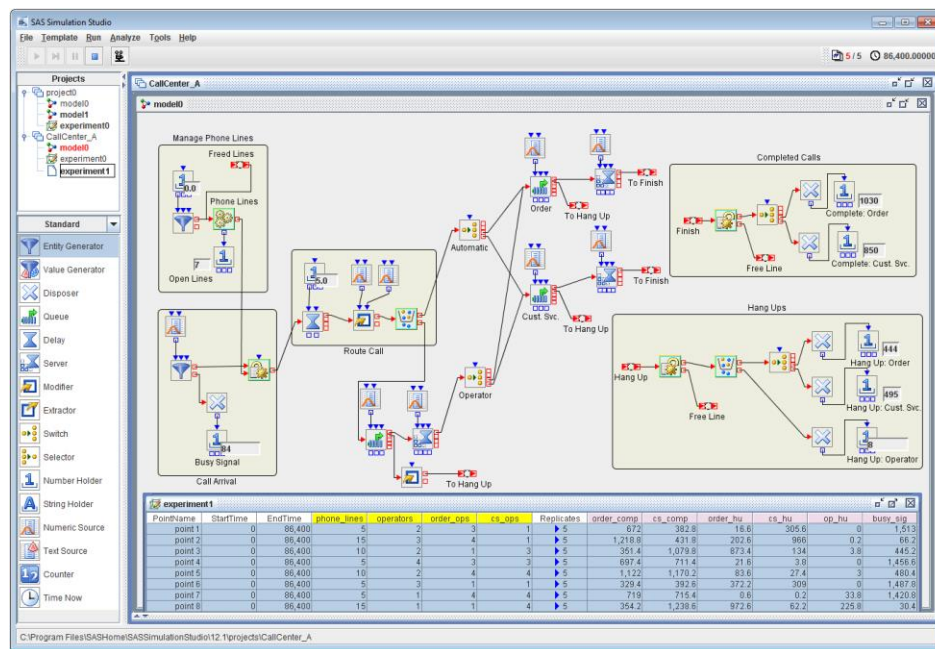 SAS Simulation Studio
File Template Run Analyze Tools Help
5 / 5 86,400.00000
Projects
project0
model0
model1
experiment0
CallCenter_A
model0
experiment0
experiment1
Standard
Entity Generator
Value Generator
Disposer
Queue
Delay
Server
Modifier
Extractor
Switch
Selector
Number Holder
String Holder
Numeric Source
Text Source
Counter
Time Now
CallCenter_A
model0
Manage Phone Lines
Freed Lines
0.0
Phone Lines
7
Open Lines
Busy Signal
84
Call Arrival
5.0
Route Call
Automatic
Operator
Order
To Hang Up
To Finish
Cust. Svc.
To Hang Up
To Finish
To Hang Up
Completed Calls
Finish
Free Line
1030
Complete: Order
850
Complete: Cust. Svc.
Hang Ups
Hang Up
Free Line
444
Hang Up: Order
495
Hang Up: Cust. Svc.
8
Hang Up: Operator
experiment1
PointName StartTime EndTime phone_lines operators order_ops cs_ops Replicates order_comp cs_comp order_hu cs_hu op_hu busy_sig
point 1 0 86,400 5 2 3 1 5 672 382.8 16.6 305.6 0 1,513
point 2 0 86,400 15 3 4 1 5 1,218.8 431.8 202.6 966 0.2 66.2
point 3 0 86,400 10 2 1 3 5 351.4 1,079.8 873.4 134 3.8 445.2
point 4 0 86,400 5 4 3 3 5 697.4 711.4 21.6 3.8 0 1,456.6
point 5 0 86,400 10 2 4 4 5 1,122 1,170.2 83.6 27.4 3 480.4
point 6 0 86,400 5 3 1 1 5 329.4 392.6 372.2 309 0 1,487.8
point 7 0 86,400 5 1 4 4 5 719 715.4 0.6 0.2 33.8 1,420.8
point 8 0 86,400 15 1 1 4 5 354.2 1,238.6 972.6 62.2 225.8 30.4
C:\Program Files\SASHome\SASSimulationStudio\12.1\projects\CallCenter_A